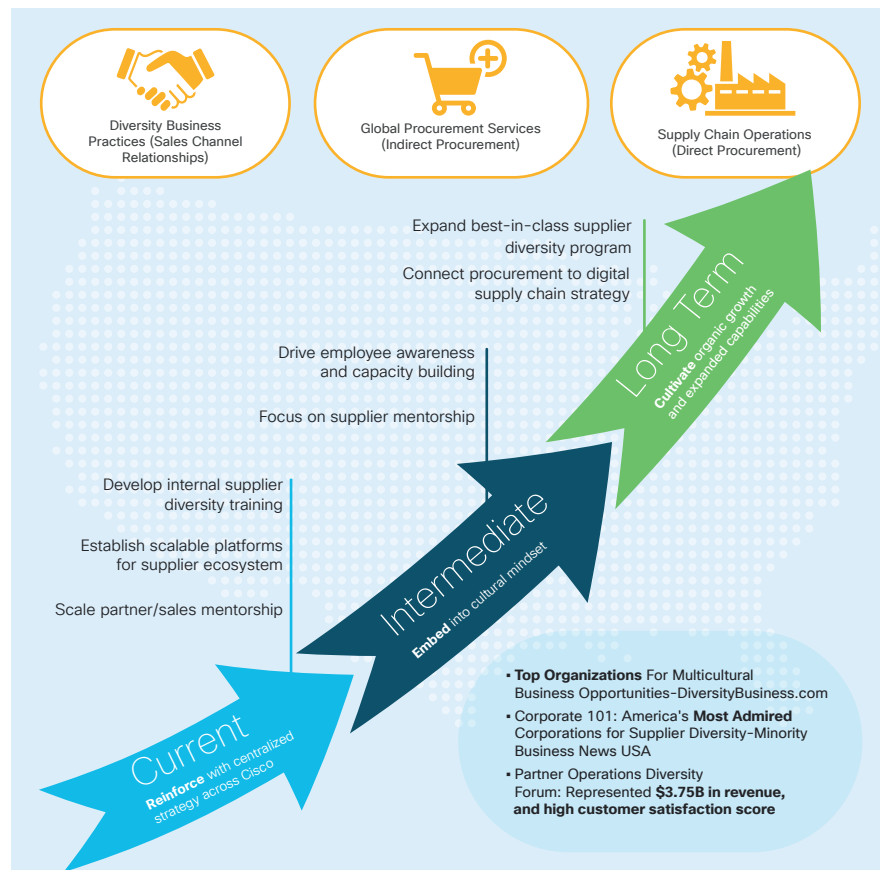 Diversity Business
Practices (Sales Channel
Relationships)
Global Procurement Services
(Indirect Procurement)
Supply Chain Operations
(Direct Procurement)
Expand best-in-class supplier
diversity program
Connect procurement to digital
supply chain strategy
Long Term
Cultivate organic growth
and expanded capabilities
Drive employee awareness
and capacity building
Focus on supplier mentorship
Intermediate
Embed into cultural mindset
Develop internal supplier
diversity training
Establish scalable platforms
for supplier ecosystem
Scale partner/sales mentorship
Current
Reinforce with centralized
strategy across Cisco
▪ Top Organizations For Multicultural
Business Opportunities-DiversityBusiness.com
▪ Corporate 101: America's Most Admired
Corporations for Supplier Diversity-Minority
Business News USA
▪ Partner Operations Diversity
Forum: Represented $3.75B in revenue,
and high customer satisfaction score